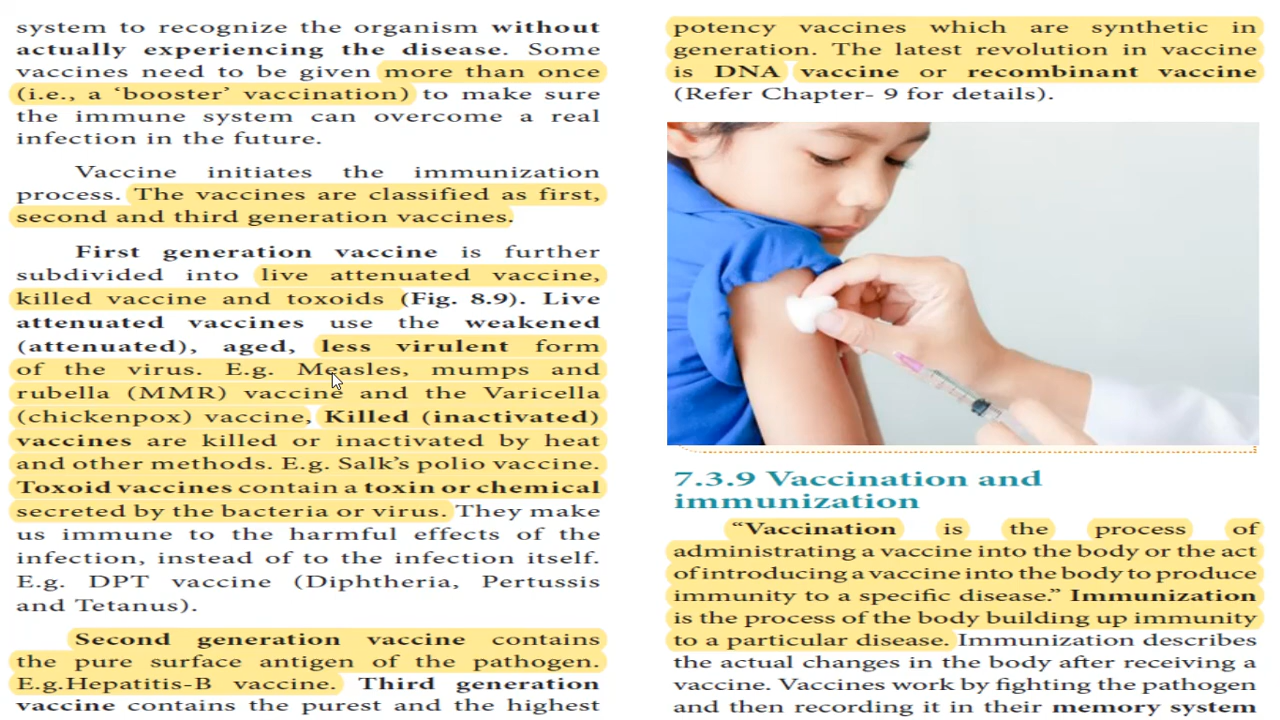 system to recognize the organism without
actually experiencing the disease. Some
vaccines need to be given more than once
(i.e., a ‘booster’ vaccination) to make sure
the immune system can overcome a real
infection in the future.
Vaccine initiates the immunization
process. The vaccines are classified as first,
second and third generation vaccines.
First generation vaccine is further
subdivided into live attenuated vaccine,
killed vaccine and toxoids (Fig. 8.9). Live
attenuated vaccines use the weakened
(attenuated), aged, less virulent form
of the virus. E.g. Measles, mumps and
rubella (MMR) vaccine and the Varicella
(chickenpox) vaccine, Killed (inactivated)
vaccines are killed or inactivated by heat
and other methods. E.g. Salk’s polio vaccine.
Toxoid vaccines contain a toxin or chemical
secreted by the bacteria or virus. They make
us immune to the harmful effects of the
infection, instead of to the infection itself.
E.g. DPT vaccine (Diphtheria, Pertussis
and Tetanus).
Second generation vaccine contains
the pure surface antigen of the pathogen.
E.g.Hepatitis-B vaccine. Third generation
vaccine contains the purest and the highest
potency vaccines which are synthetic in
generation. The latest revolution in vaccine
is DNA vaccine or recombinant vaccine
(Refer Chapter- 9 for details).
7.3.9 Vaccination and
immunization
“Vaccination is the process of
administrating a vaccine into the body or the act
of introducing a vaccine into the body to produce
immunity to a specific disease.” Immunization
is the process of the body building up immunity
to a particular disease. Immunization describes
the actual changes in the body after receiving a
vaccine. Vaccines work by fighting the pathogen
and then recording it in their memory system